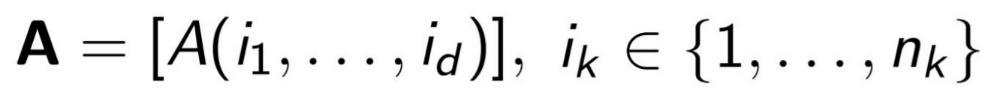 A = [A(i₁, . . . , i_d)], i_k ∈ {1, . . . , n_k}